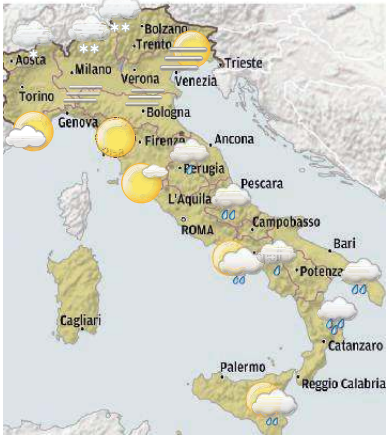 Bolzano
Trento
Aosta
Milano
Trieste
Verona
Venezia
Torino
Genova
Bologna
Firenze
Ancona
Perugia
Pescara
L'Aquila
ROMA
Campobasso
Bari
Potenza
Cagliari
Catanzaro
Palermo
Reggio Calabria